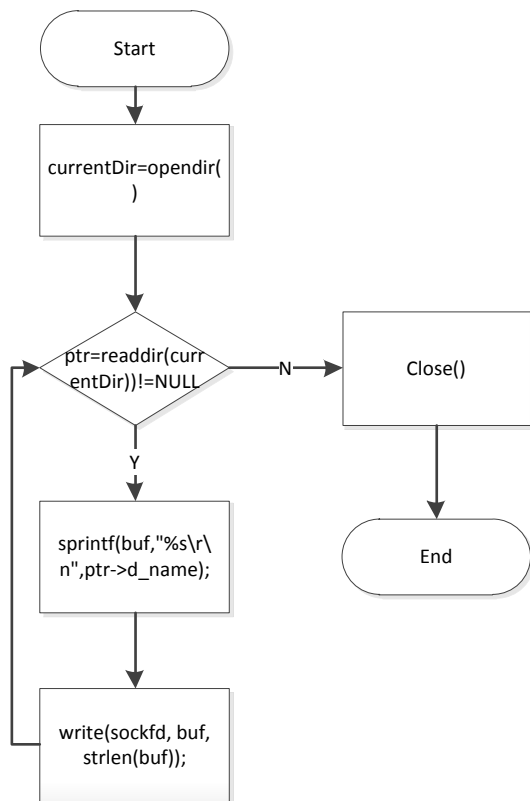 Start
currentDir=opendir(
)
ptr=readdir(curr
entDir))!=NULL
N
Close()
Y
sprintf(buf,"%s\r\
n",ptr->d_name);
End
write(sockfd, buf,
strlen(buf));